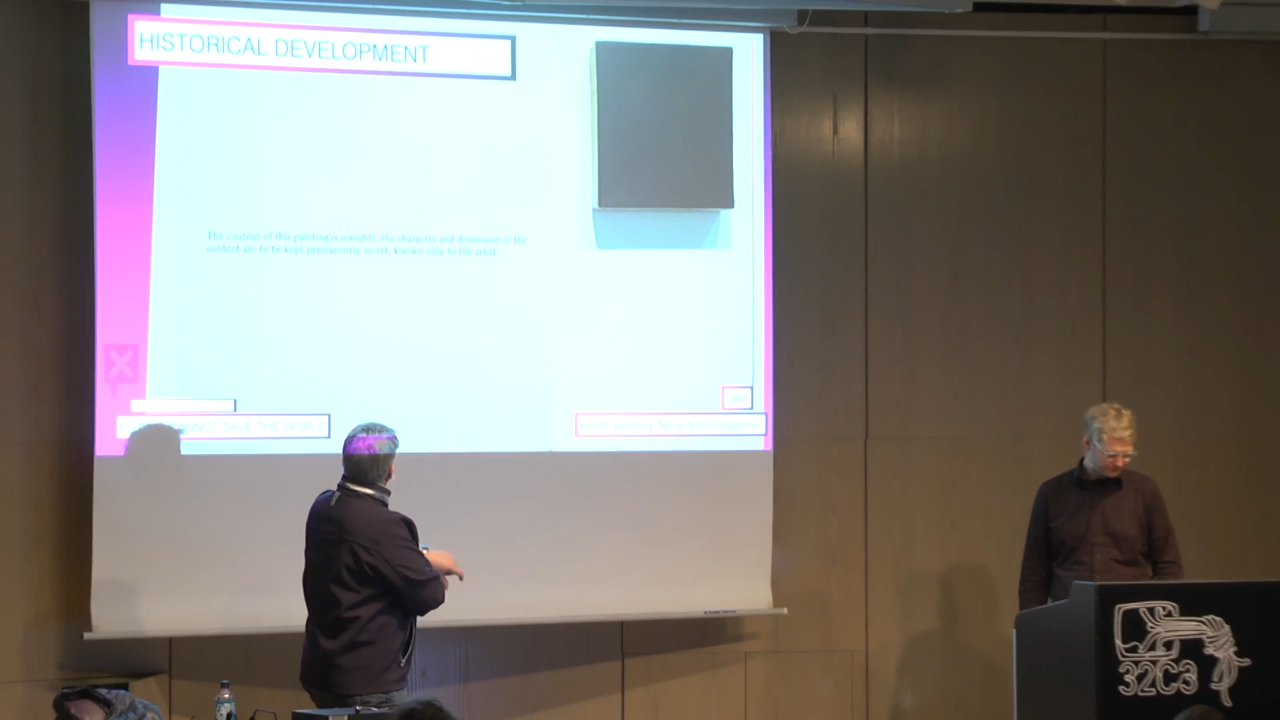 HISTORICAL DEVELOPMENT
The content of this painting is invisible; the character and dimension of the
content are to be kept permanently secret, known only to the artist.
CANNOT SAVE THE WORLD
32C3